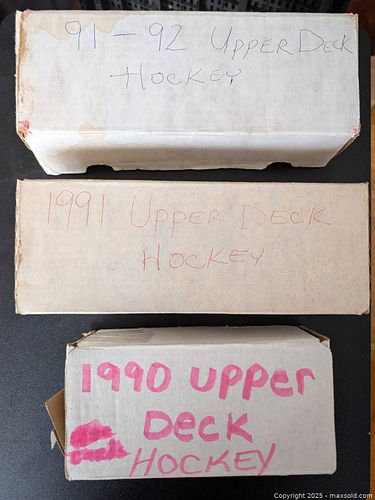 91-92 UPPER DECK
HOCKEY
1991 UPPER DECK
HOCKEY
1990 UPPER
DECK
HOCKEY
Copyright © 2025 - maxsold.com